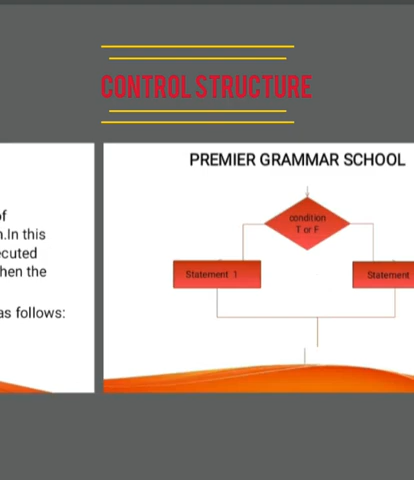 CONTROL STRUCTURE
of
n.In this
ecuted
hen the
as follows:
PREMIER GRAMMAR SCHOOL
condition
T or F
Statement 1
Statement